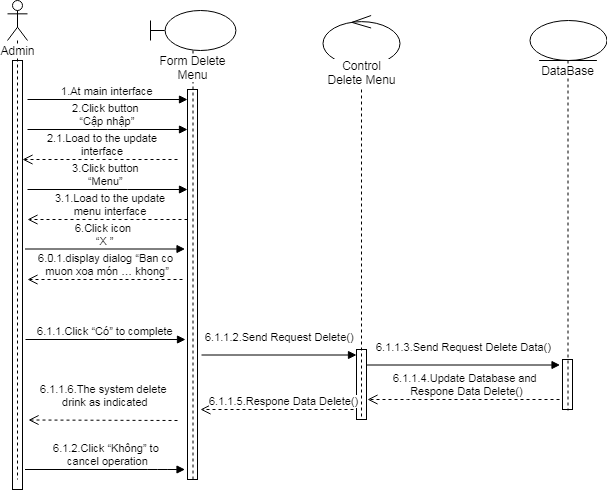 Admin
Form Delete
Menu
Control
Delete Menu
DataBase
1.At main interface
2.Click button
“Cập nhập”
2.1.Load to the update
interface
3.Click button
“Menu”
3.1.Load to the update
menu interface
6.Click icon
“X ”
6.0.1.display dialog “Ban co
muon xoa món ... khong”
6.1.1.Click “Có” to complete
6.1.1.2.Send Request Delete()
6.1.1.3.Send Request Delete Data()
6.1.1.4.Update Database and
Respone Data Delete()
6.1.1.5.Respone Data Delete()
6.1.1.6.The system delete
drink as indicated
6.1.2.Click “Không” to
cancel operation